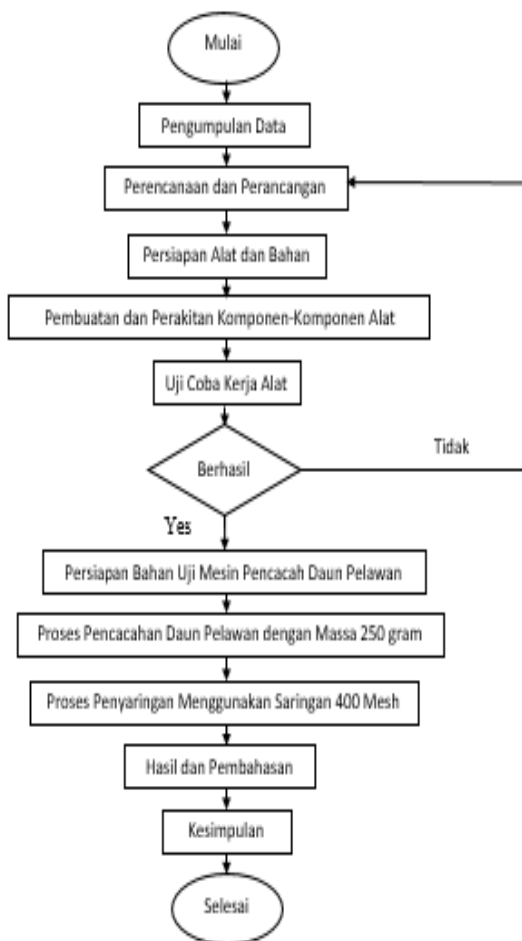 Mulai
Pengumpulan Data
Perencanaan dan Perancangan
Persiapan Alat dan Bahan
Pembuatan dan Perakitan Komponen-Komponen Alat
Uji Coba Kerja Alat
Berhasil
Tidak
Yes
Persiapan Bahan Uji Mesin Pencacah Daun Pelawan
Proses Pencacahan Daun Pelawan dengan Massa 250 gram
Proses Penyaringan Menggunakan Saringan 400 Mesh
Hasil dan Pembahasan
Kesimpulan
Selesai